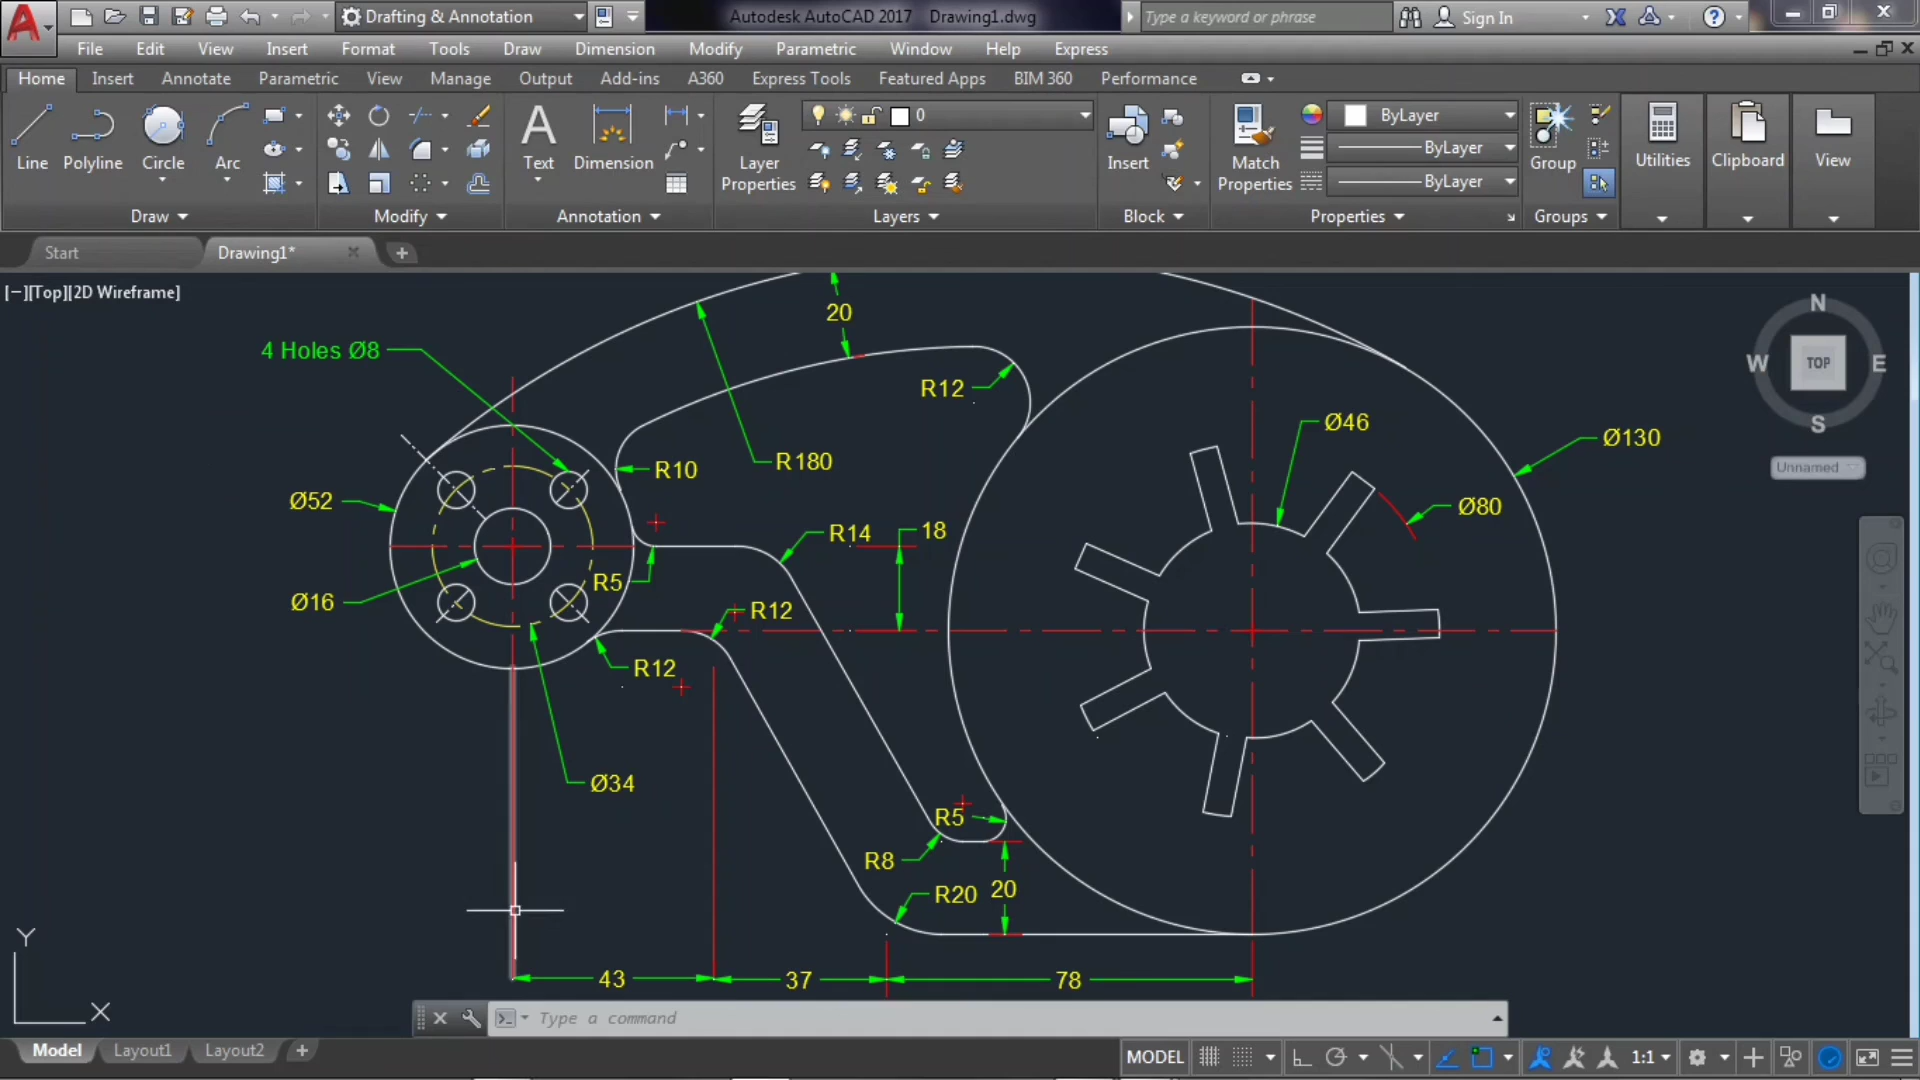 Drafting & Annotation
Autodesk AutoCAD 2017 Drawing1.dwg
Type a keyword or phrase
Sign In
File Edit View Insert Format Tools Draw Dimension Modify Parametric Window Help Express
Home Insert Annotate Parametric View Manage Output Add-ins A360 Express Tools Featured Apps BIM 360 Performance
Line Polyline Circle Arc
Text Dimension
Layer Properties
0
Insert
Match Properties
ByLayer
ByLayer
ByLayer
Group
Utilities
Clipboard
View
Draw Modify Annotation Layers Block Properties Groups
Start Drawing1*
[−][Top][2D Wireframe]
N
W TOP E
S
Unnamed
20
4 Holes Ø8
R12
Ø46
Ø130
R10
R180
Ø52
Ø80
R14
18
R5
Ø16
R12
R12
Ø34
R5
R8
R20
20
43
37
78
Y
X
Type a command
Model Layout1 Layout2
MODEL
1:1